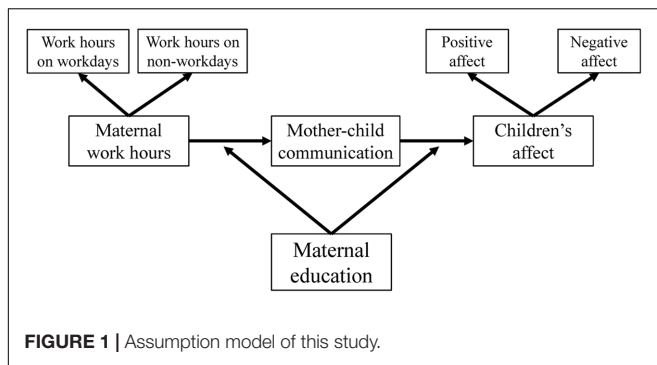 Work hours
on workdays
Work hours on
non-workdays
Positive
affect
Negative
affect
Maternal
work hours
Mother-child
communication
Children's
affect
Maternal
education
FIGURE 1 | Assumption model of this study.